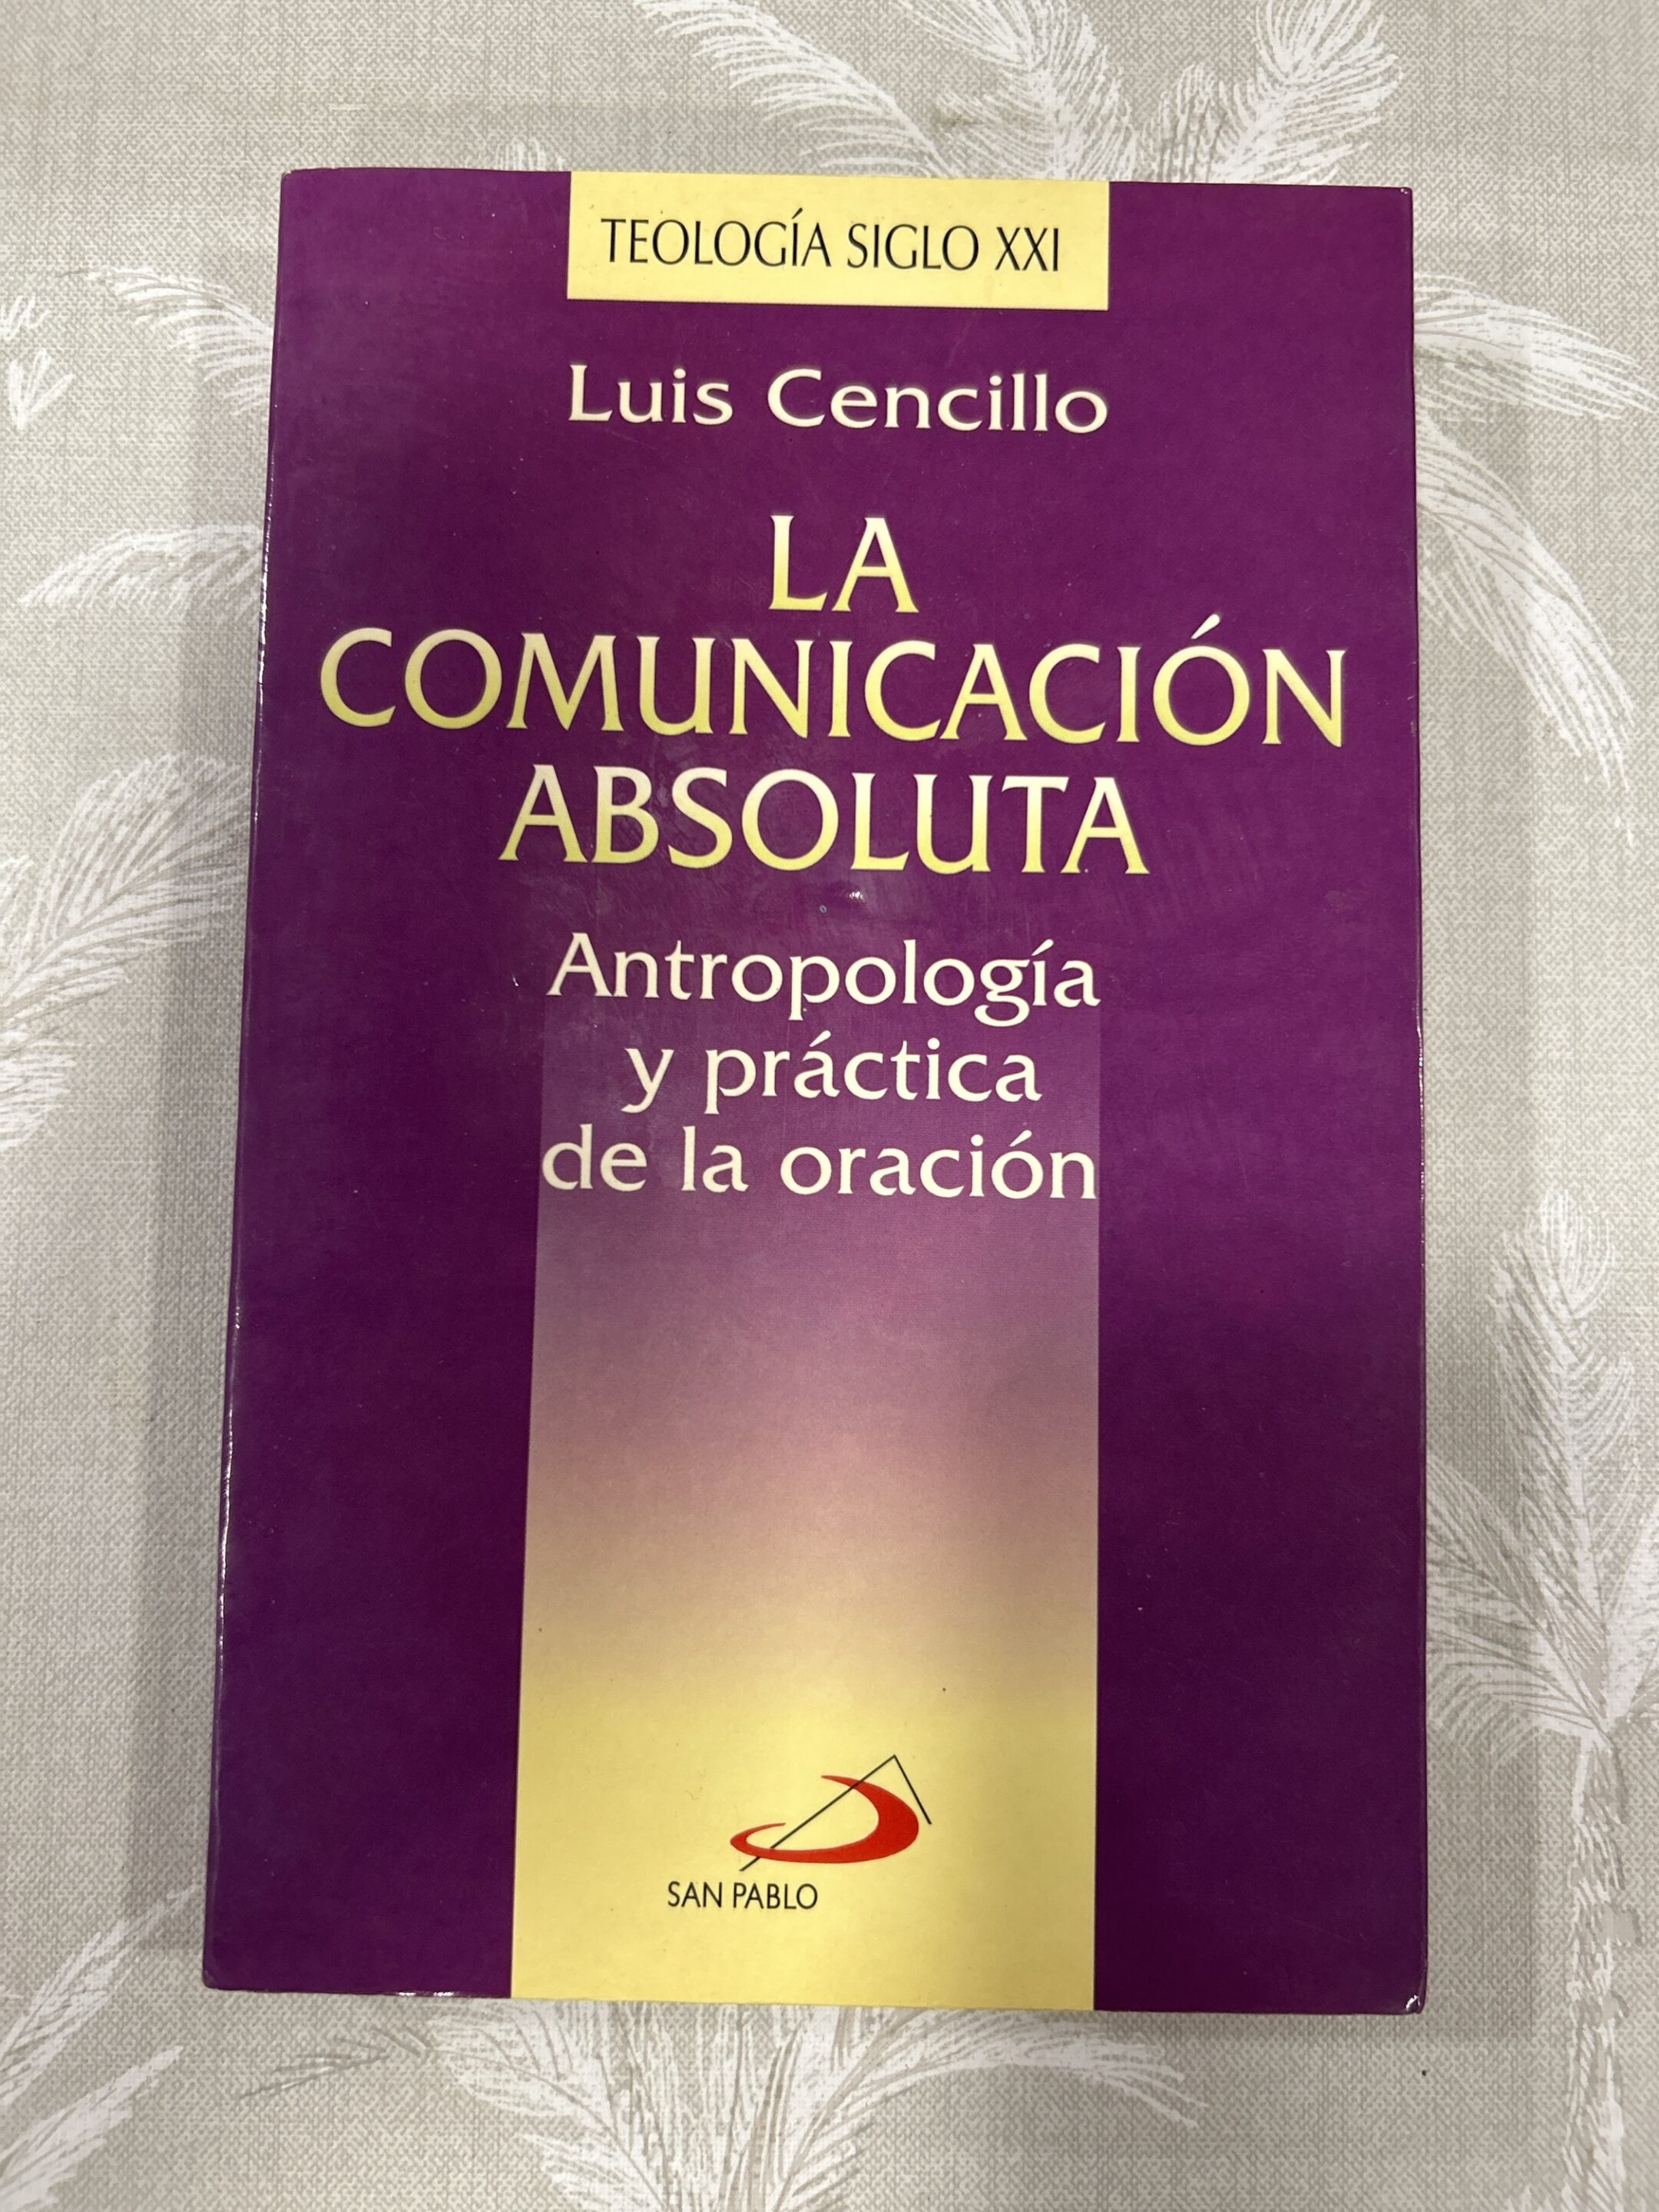 TEOLOGÍA SIGLO XXI
Luis Cencillo
LA
COMUNICACIÓN
ABSOLUTA
Antropología
y práctica
de la oración
SAN PABLO